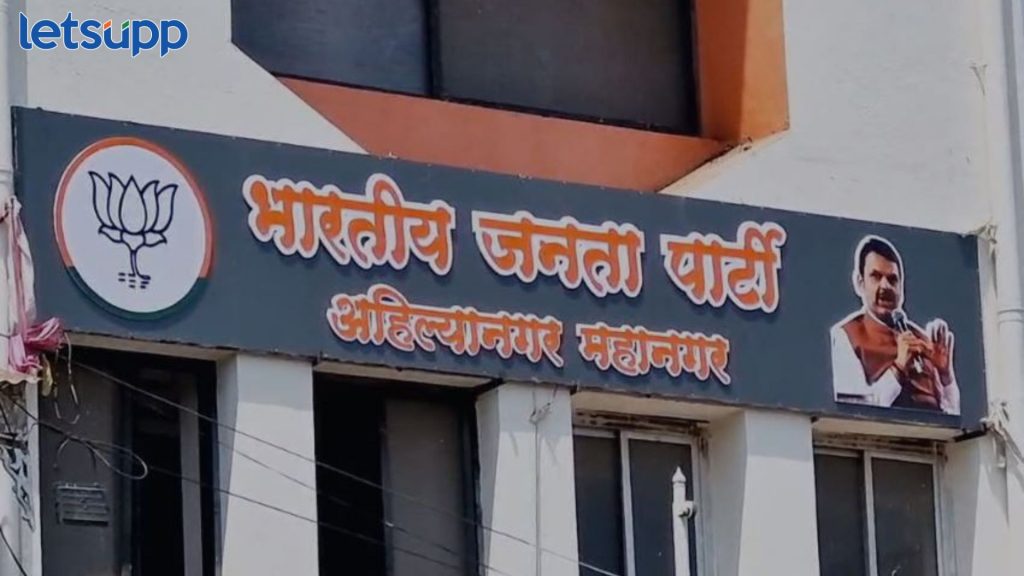 letsupp
भारतीय जनता पार्टी
अहिल्यानगर महानगर